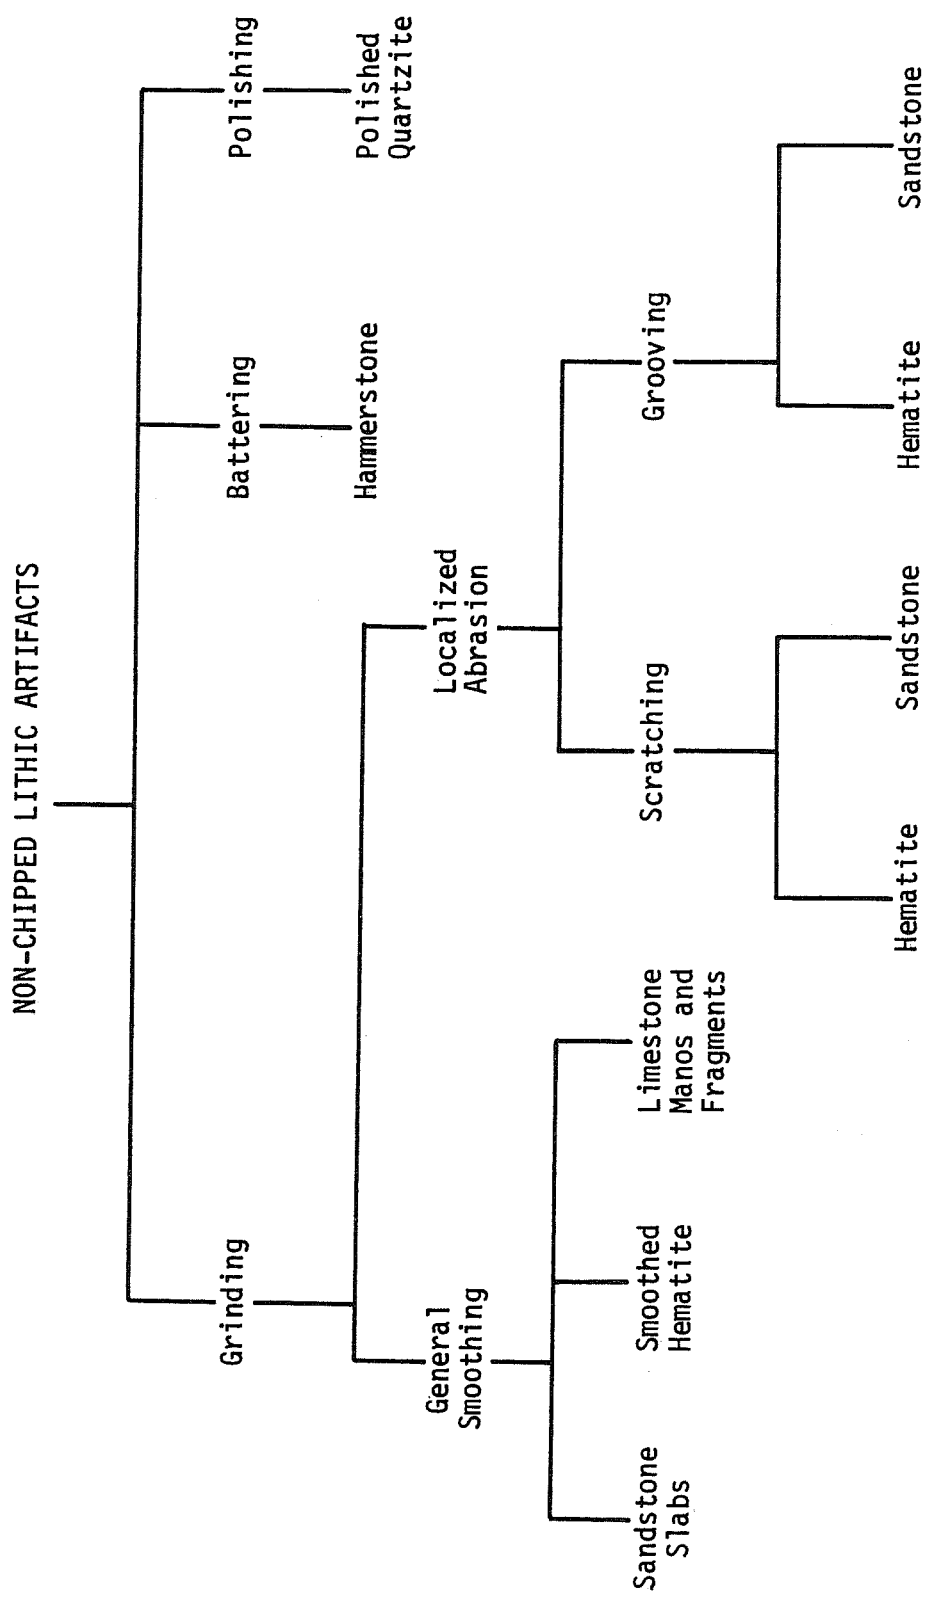 NON-CHIPPED LITHIC ARTIFACTS
Grinding
Battering
Polishing
Hammerstone
Polished
Quartzite
General
Smoothing
Localized
Abrasion
Sandstone
Slabs
Smoothed
Hematite
Limestone
Manos and
Fragments
Scratching
Grooving
Hematite
Sandstone
Hematite
Sandstone